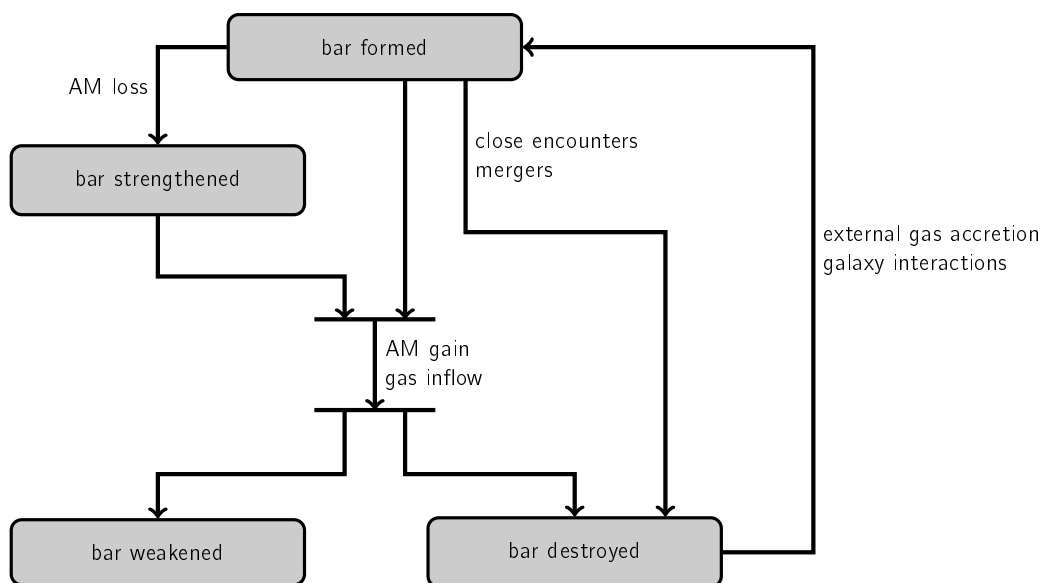 bar formed
AM loss
close encounters
mergers
bar strengthened
external gas accretion
galaxy interactions
AM gain
gas inflow
bar weakened
bar destroyed